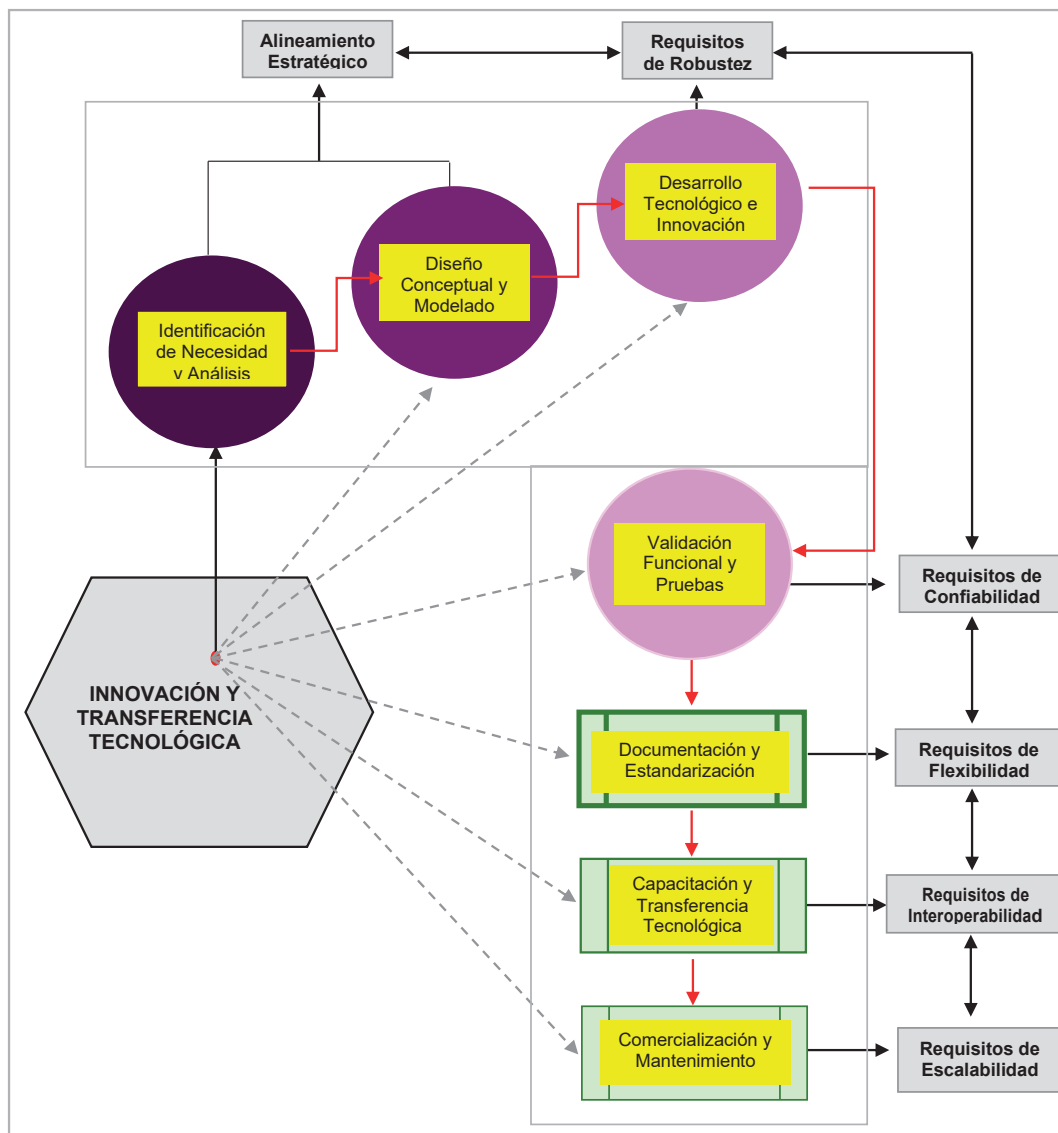 Alineamiento
Estratégico
Requisitos
de Robustez
Desarrollo
Tecnológico e
Innovación
Diseño
Conceptual y
Modelado
Identificación
de Necesidad
y Análisis
Validación
Funcional y
Pruebas
Requisitos de
Confiabilidad
INNOVACIÓN Y
TRANSFERENCIA
TECNOLÓGICA
Documentación y
Estandarización
Requisitos de
Flexibilidad
Capacitación y
Transferencia
Tecnológica
Requisitos de
Interoperabilidad
Comercialización y
Mantenimiento
Requisitos de
Escalabilidad